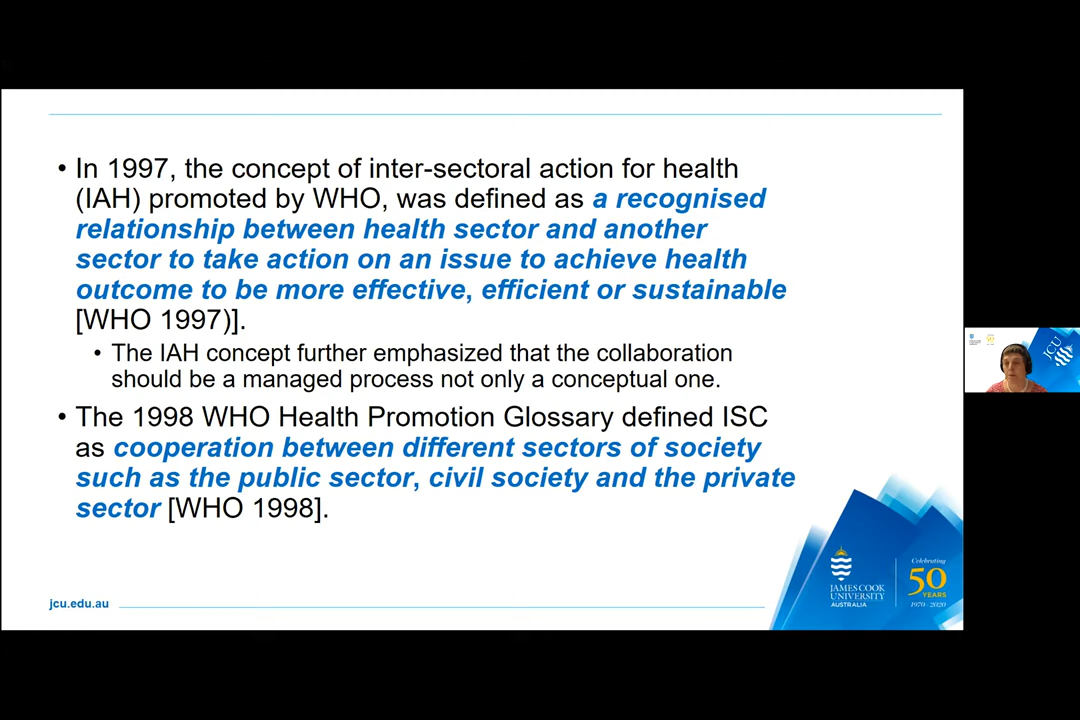 • In 1997, the concept of inter-sectoral action for health
(IAH) promoted by WHO, was defined as a recognised
relationship between health sector and another
sector to take action on an issue to achieve health
outcome to be more effective, efficient or sustainable
[WHO 1997)].
• The IAH concept further emphasized that the collaboration
should be a managed process not only a conceptual one.
• The 1998 WHO Health Promotion Glossary defined ISC
as cooperation between different sectors of society
such as the public sector, civil society and the private
sector [WHO 1998].
jcu.edu.au
JAMES COOK
UNIVERSITY
AUSTRALIA
Celebrating
50
YEARS
1970 - 2020
JCU